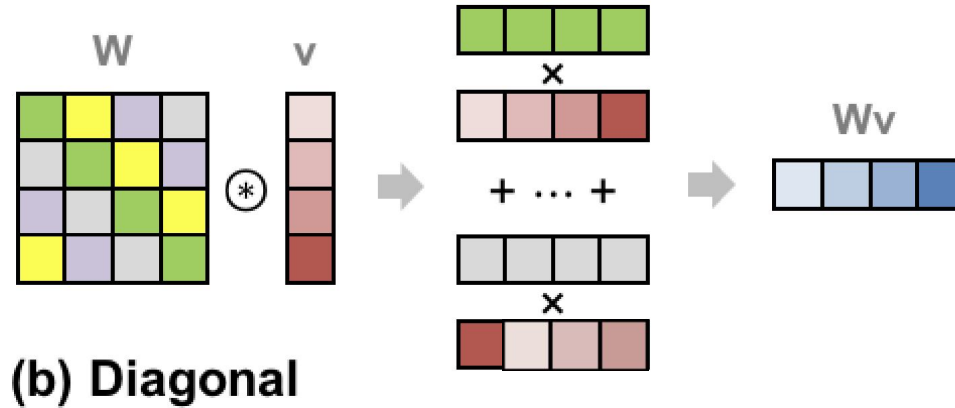 W
v
*
×
+ ... +
×
Wv
(b) Diagonal